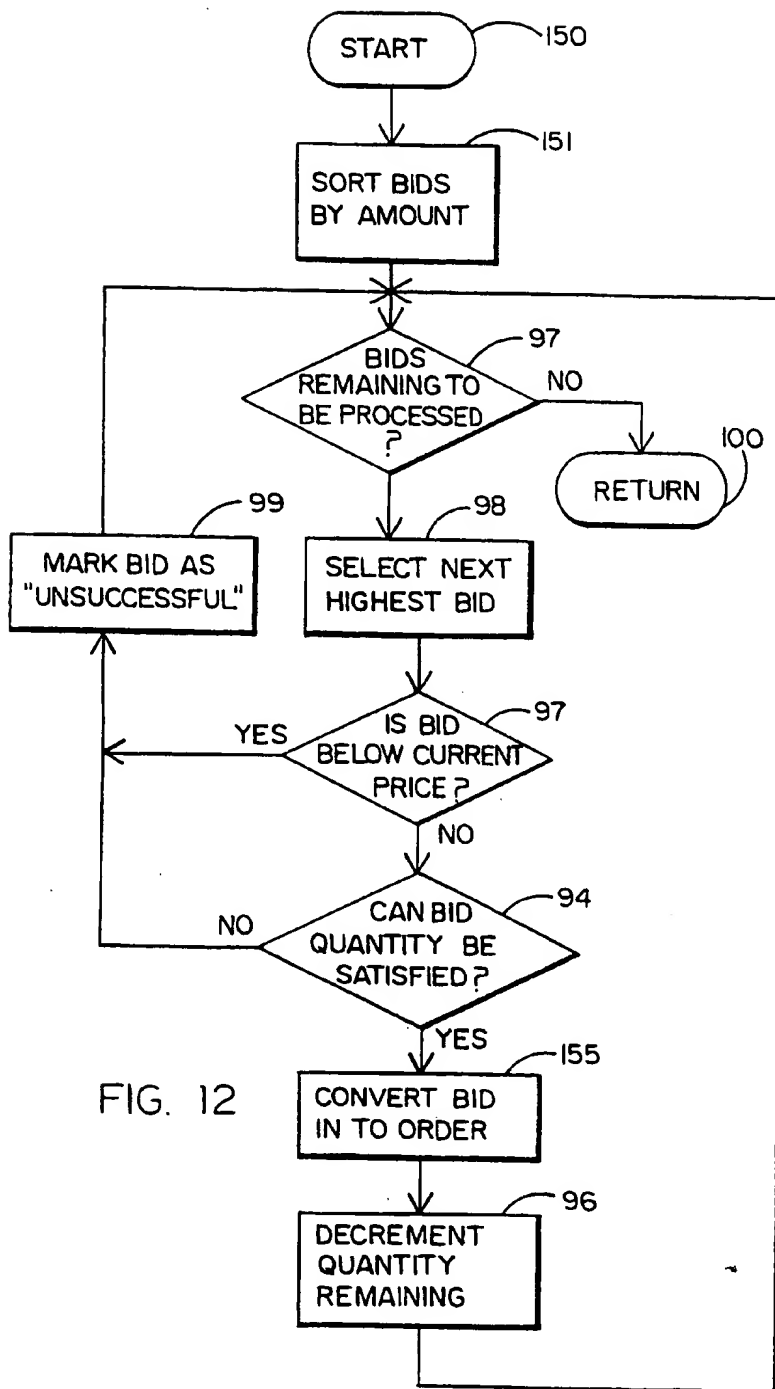 START
150
151
SORT BIDS
BY AMOUNT
97
BIDS
REMAINING TO
BE PROCESSED
?
NO
100
RETURN
99
MARK BID AS
"UNSUCCESSFUL"
98
SELECT NEXT
HIGHEST BID
97
YES
IS BID
BELOW CURRENT
PRICE?
NO
94
NO
CAN BID
QUANTITY BE
SATISFIED?
YES
155
FIG. 12
CONVERT BID
IN TO ORDER
96
DECREMENT
QUANTITY
REMAINING